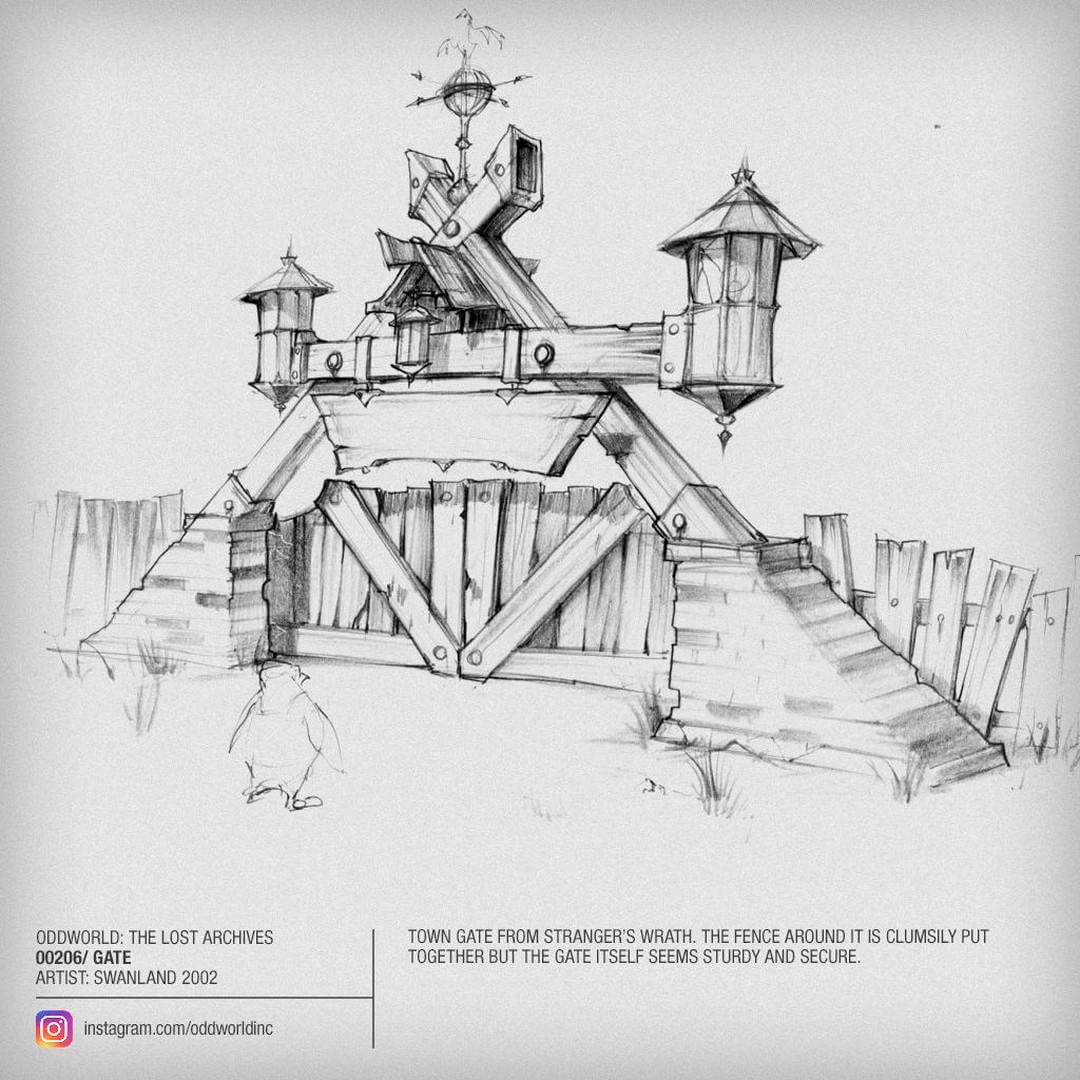 ODDWORLD: THE LOST ARCHIVES
00206/ GATE
ARTIST: SWANLAND 2002
instagram.com/oddworldinc
TOWN GATE FROM STRANGER'S WRATH. THE FENCE AROUND IT IS CLUMSILY PUT
TOGETHER BUT THE GATE ITSELF SEEMS STURDY AND SECURE.